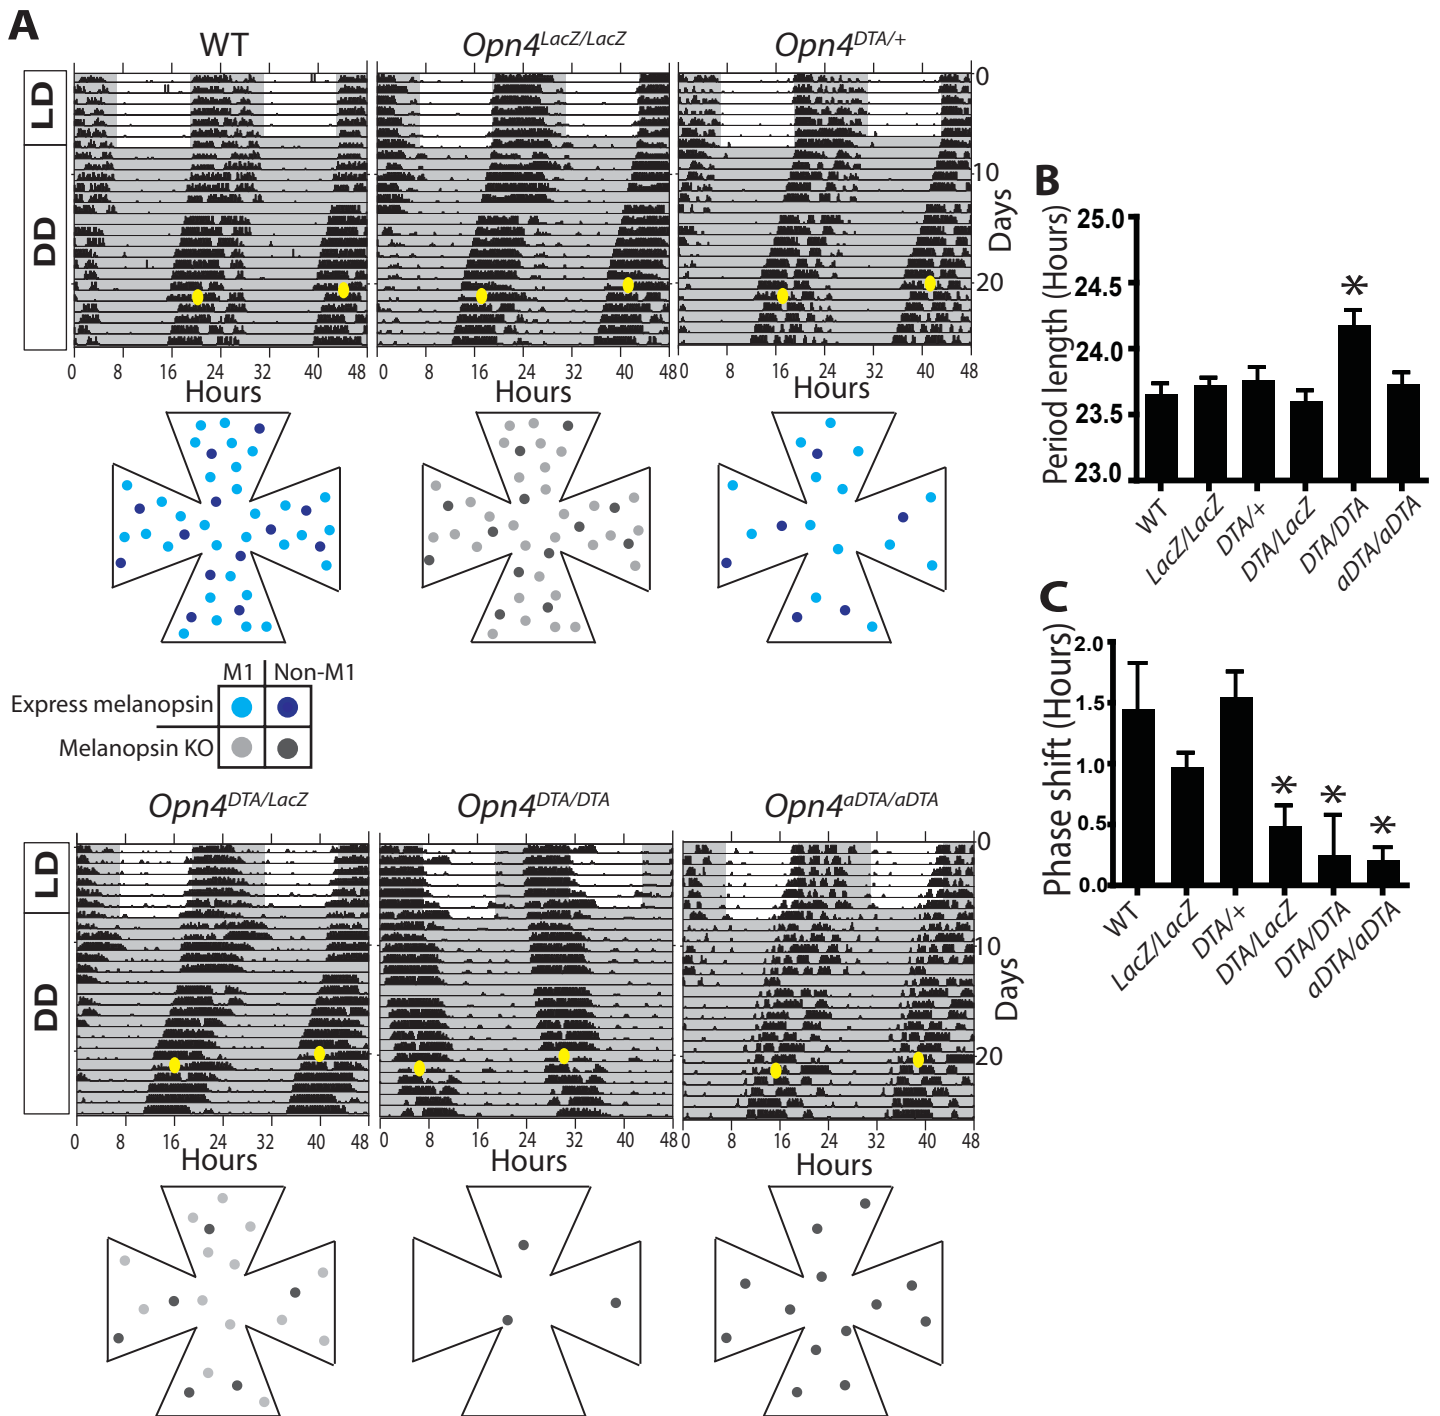 A
WT
Opn4LacZ/LacZ
Opn4DTA/+
LD
DD
0
10
20
Days
0 8 16 24 32 40 48
0 8 16 24 32 40 48
0 8 16 24 32 40 48
Hours
Hours
Hours
M1 Non-M1
Express melanopsin
Melanopsin KO
Opn4DTA/LacZ
Opn4DTA/DTA
Opn4aDTA/aDTA
LD
DD
0
10
20
Days
0 8 16 24 32 40 48
0 8 16 24 32 40 48
0 8 16 24 32 40 48
Hours
Hours
Hours
B
Period length (Hours)
25.0
24.5
24.0
23.5
23.0
*
WT
LacZ/LacZ
DTA/+
DTA/LacZ
DTA/DTA
aDTA/aDTA
C
Phase shift (Hours)
2.0
1.5
1.0
0.5
0.0
* * *
WT
LacZ/LacZ
DTA/+
DTA/LacZ
DTA/DTA
aDTA/aDTA